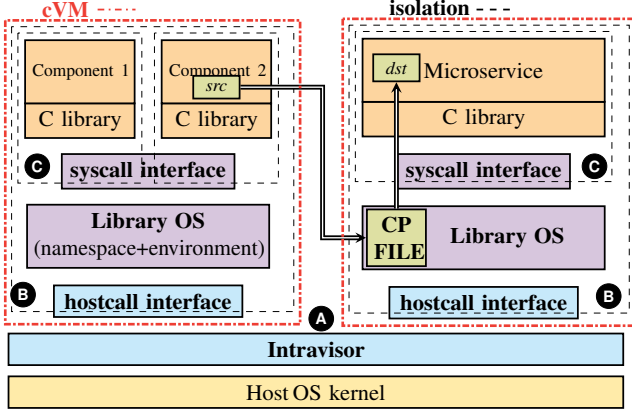 cVM
isolation
Component 1
Component 2
src
C library
C library
C
syscall interface
Library OS
(namespace+environment)
B
hostcall interface
dst
Microservice
C library
syscall interface
C
CP
FILE
Library OS
hostcall interface
B
A
Intravisor
Host OS kernel